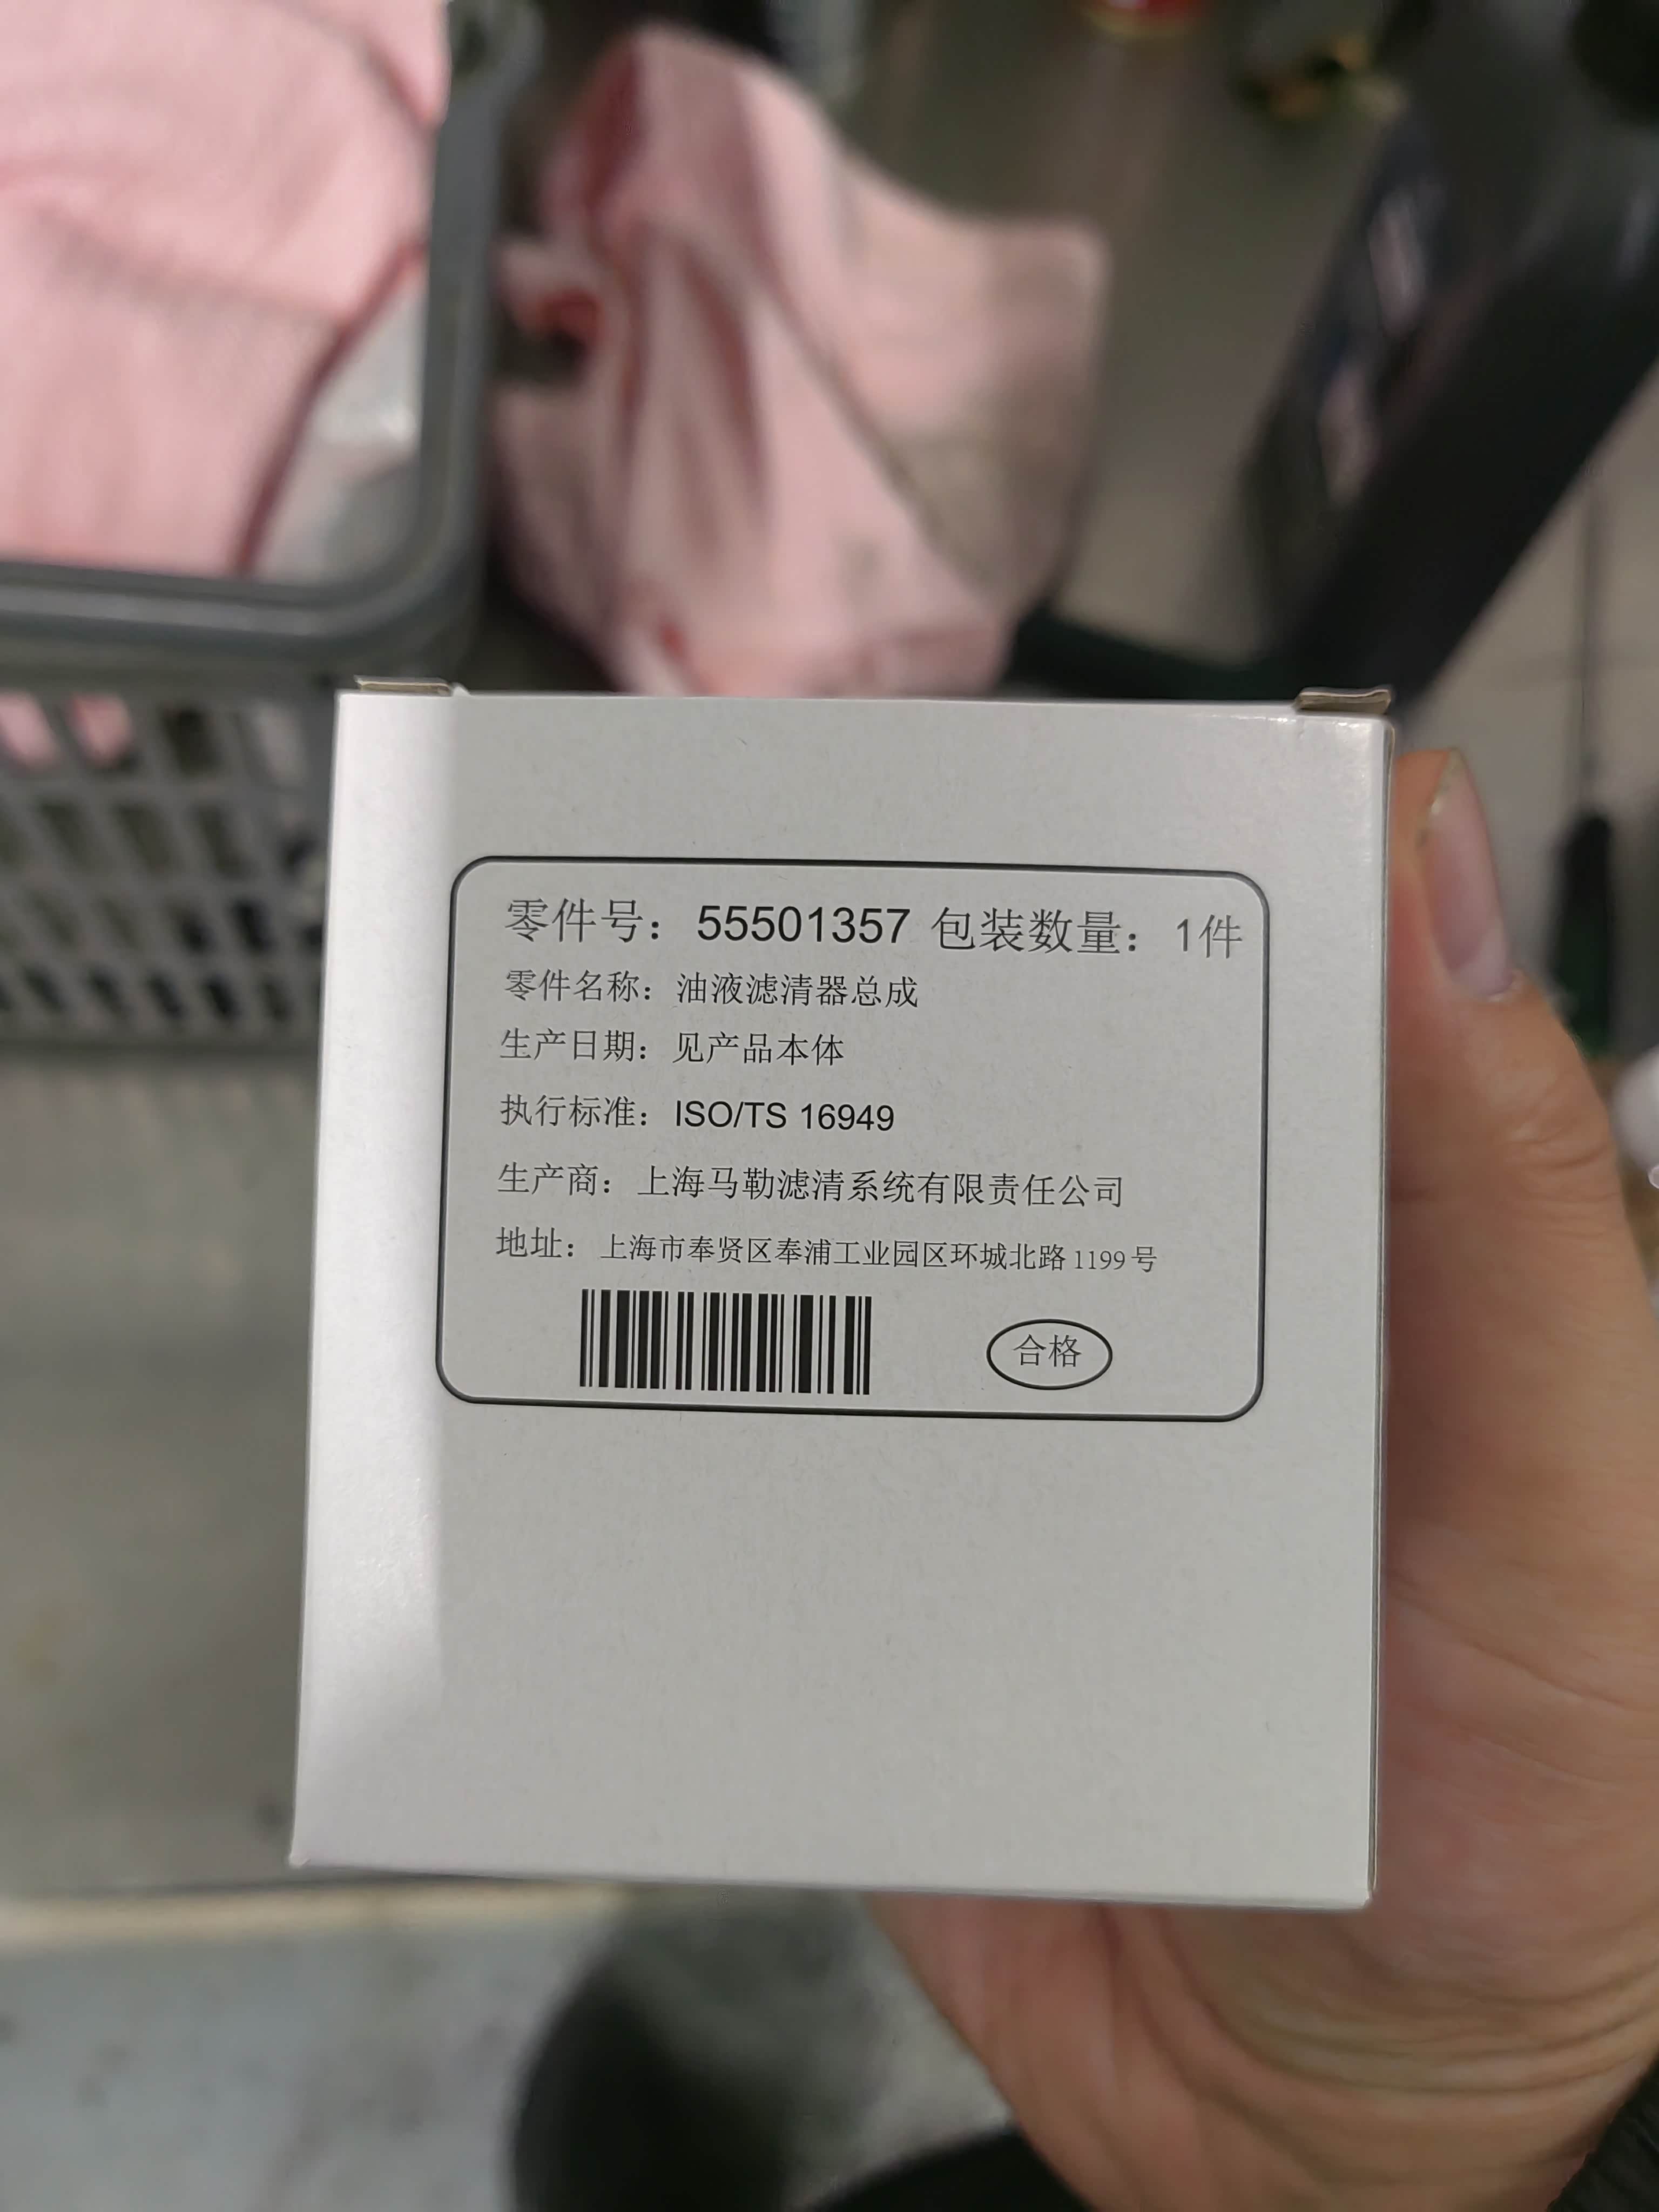 零件号：55501357 包装数量：1件
零件名称：油液滤清器总成
生产日期：见产品本体
执行标准：ISO/TS 16949
生产商：上海马勒滤清系统有限责任公司
地址：上海市奉贤区奉浦工业园区环城北路1199号
合格